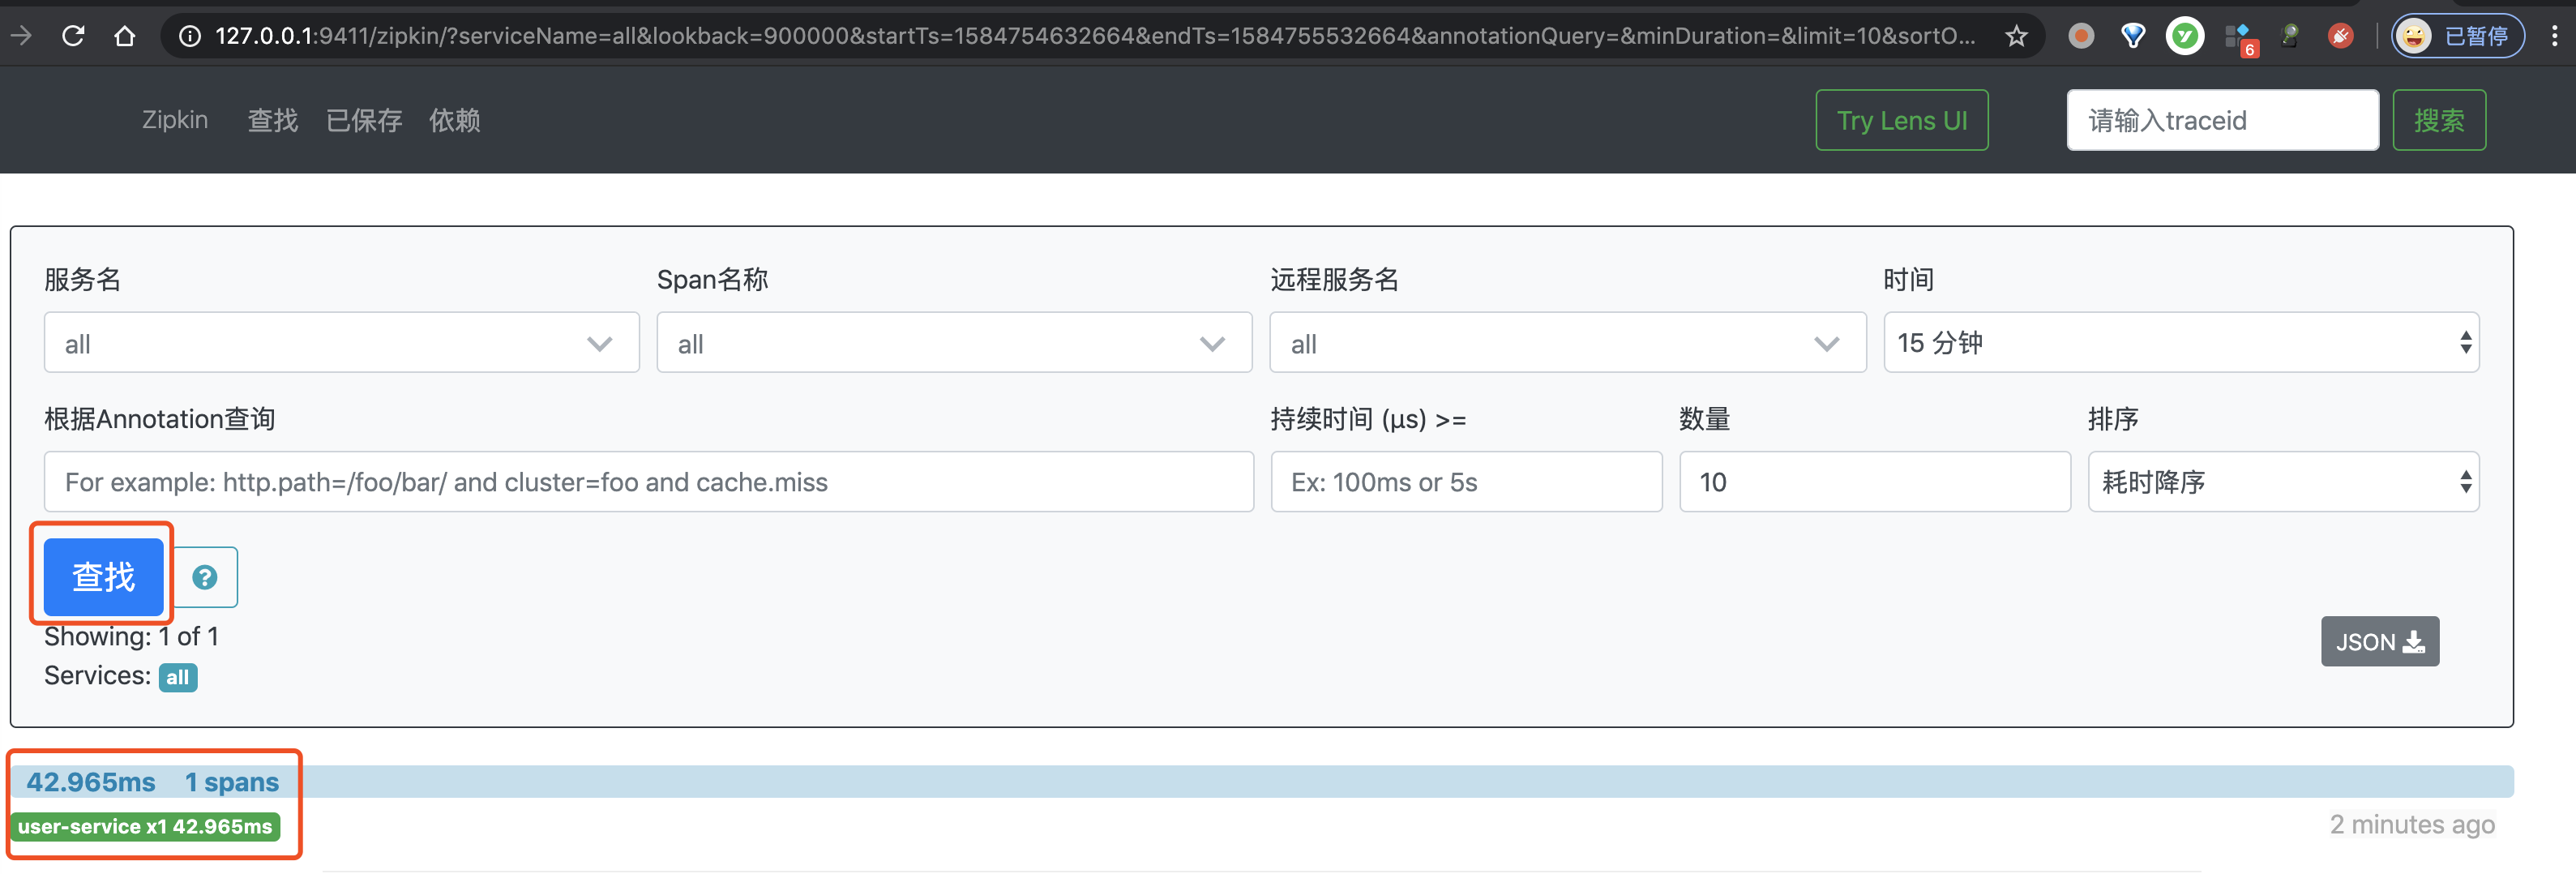 127.0.0.1:9411/zipkin/?serviceName=all&lookback=900000&startTs=1584754632664&endTs=1584755532664&annotationQuery=&minDuration=&limit=10&sortO...
6
已暂停
Zipkin 查找 已保存 依赖 Try Lens UI 请输入traceid 搜索
服务名 Span名称 远程服务名 时间
all all all 15 分钟
根据Annotation查询 持续时间 (μs) >= 数量 排序
For example: http.path=/foo/bar/ and cluster=foo and cache.miss Ex: 100ms or 5s 10 耗时降序
查找 ?
Showing: 1 of 1
JSON
Services: all
42.965ms 1 spans
user-service x1 42.965ms
2 minutes ago